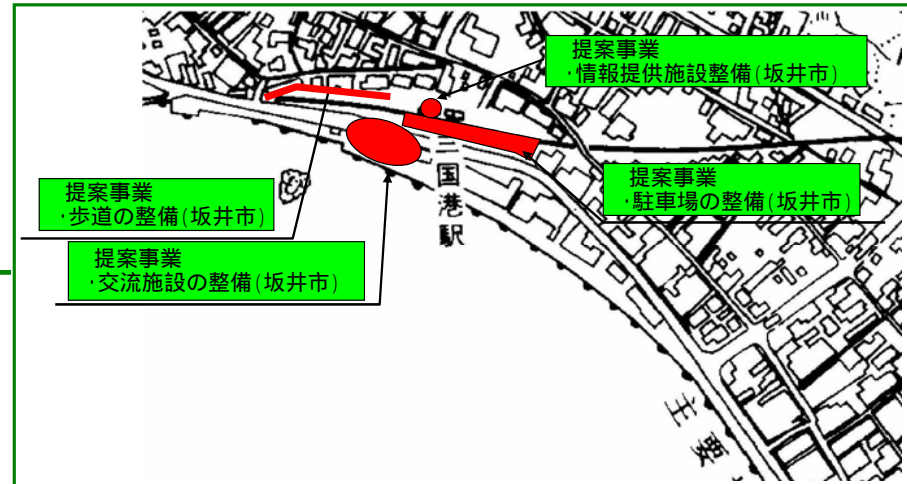 提案事業
・情報提供施設整備(坂井市)
提案事業
・歩道の整備(坂井市)
提案事業
・駐車場の整備(坂井市)
提案事業
・交流施設の整備(坂井市)
三国港駅
主要